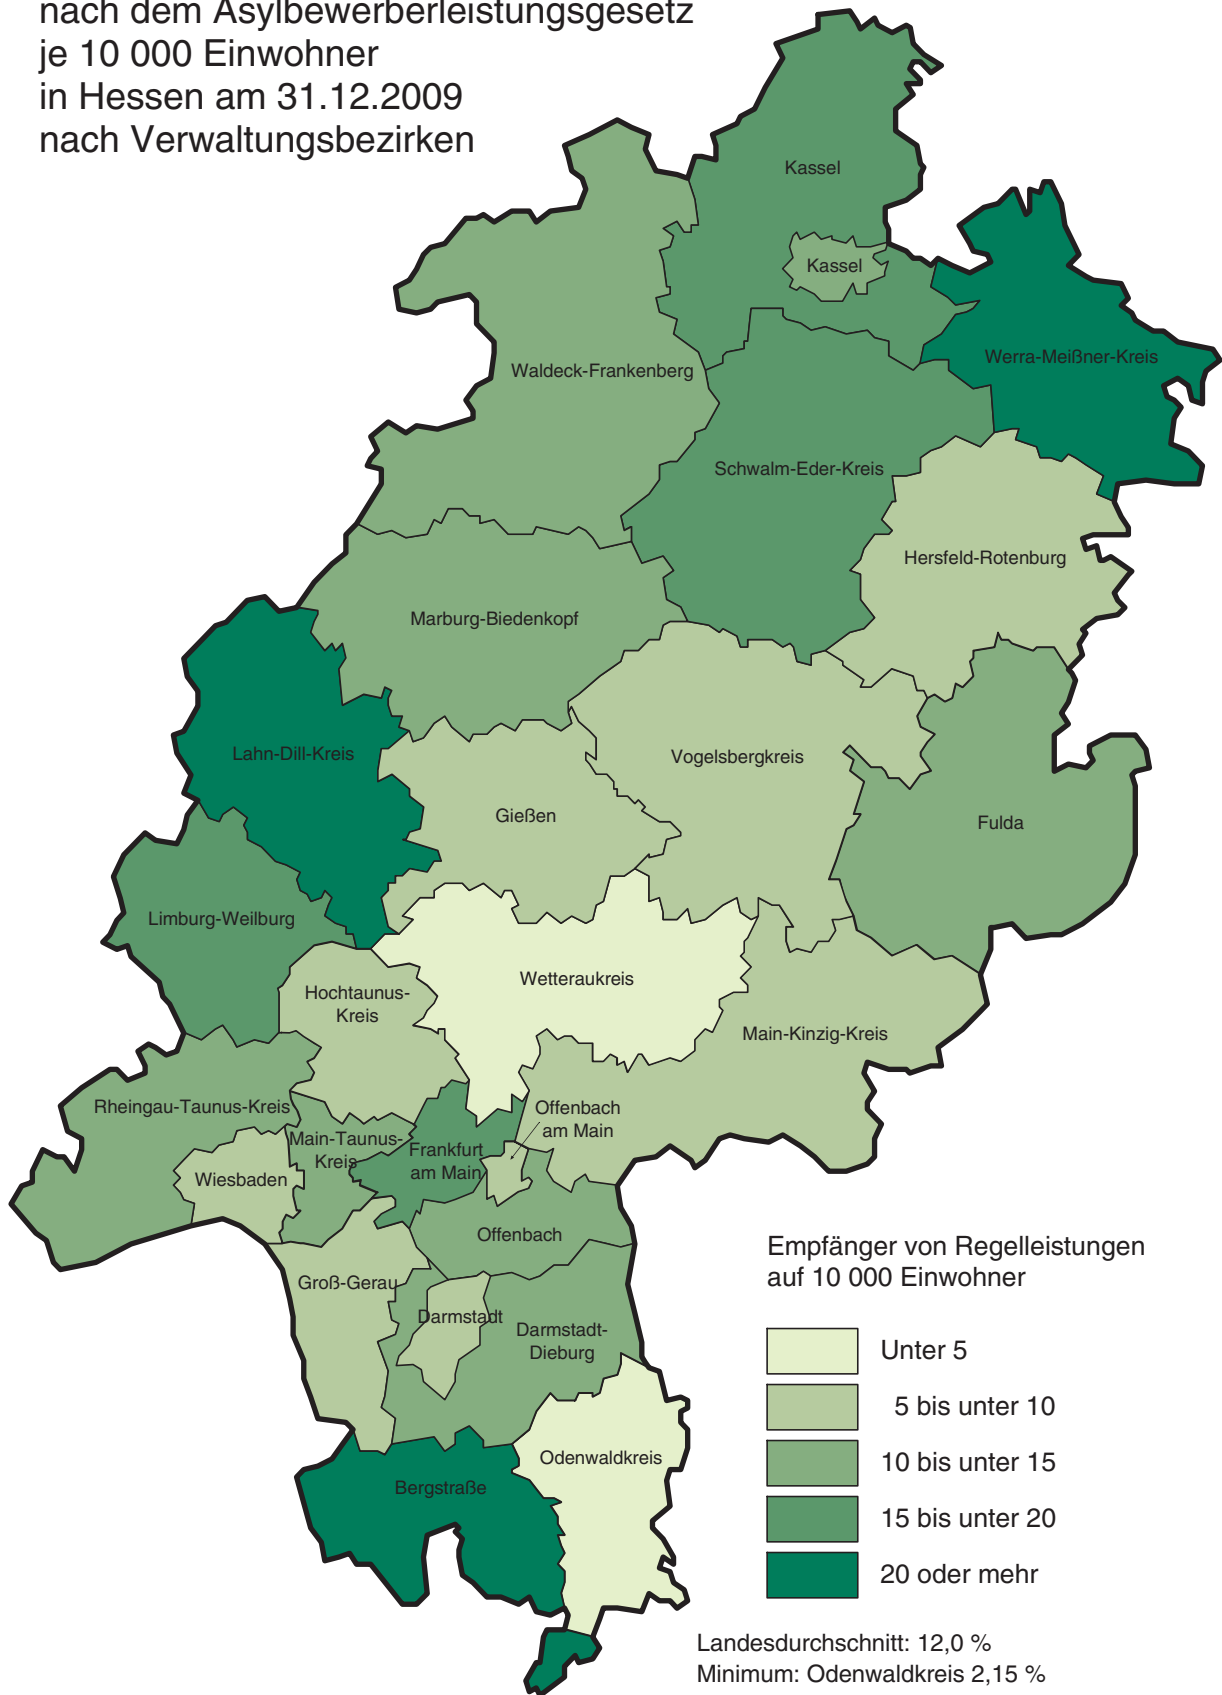 nach dem Asylbewerberleistungsgesetz
je 10 000 Einwohner
in Hessen am 31.12.2009
nach Verwaltungsbezirken
Kassel
Kassel
Werra-Meißner-Kreis
Waldeck-Frankenberg
Schwalm-Eder-Kreis
Hersfeld-Rotenburg
Marburg-Biedenkopf
Lahn-Dill-Kreis
Vogelsbergkreis
Gießen
Fulda
Limburg-Weilburg
Wetteraukreis
Hochtaunus-
Kreis
Main-Kinzig-Kreis
Rheingau-Taunus-Kreis
Offenbach
am Main
Main-Taunus-
Kreis
Frankfurt
am Main
Wiesbaden
Offenbach
Groß-Gerau
Darmstadt
Darmstadt-
Dieburg
Odenwaldkreis
Bergstraße
Empfänger von Regelleistungen
auf 10 000 Einwohner
Unter 5
5 bis unter 10
10 bis unter 15
15 bis unter 20
20 oder mehr
Landesdurchschnitt: 12,0 %
Minimum: Odenwaldkreis 2,15 %